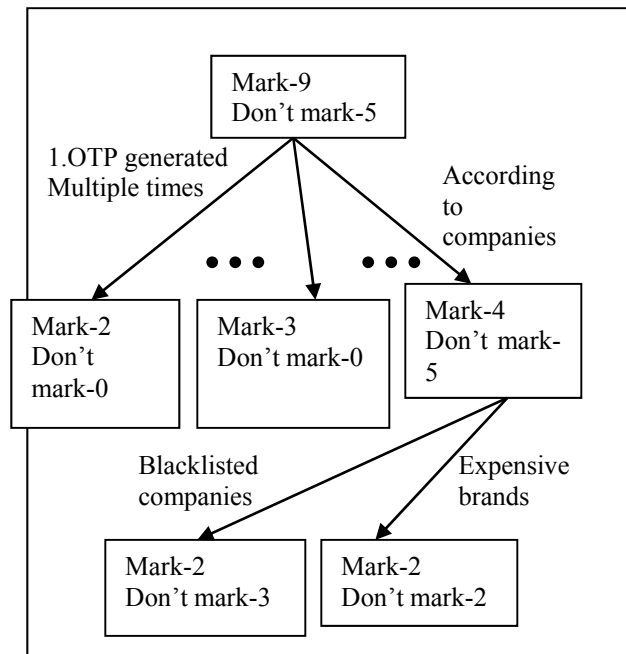 Mark-9
Don’t mark-5
1.OTP generated
Multiple times
According
to
companies
Mark-2
Don’t
mark-0
Mark-3
Don’t mark-0
Mark-4
Don’t mark-
5
Blacklisted
companies
Expensive
brands
Mark-2
Don’t mark-3
Mark-2
Don’t mark-2